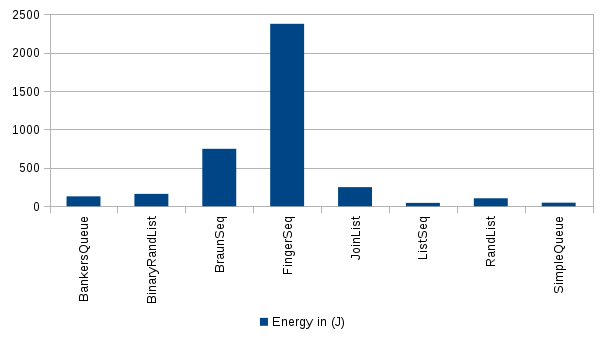 2500
2000
1500
1000
500
0
BankersQueue
BinaryRandList
BraunSeq
FingerSeq
JoinList
ListSeq
RandList
SimpleQueue
Energy in (J)